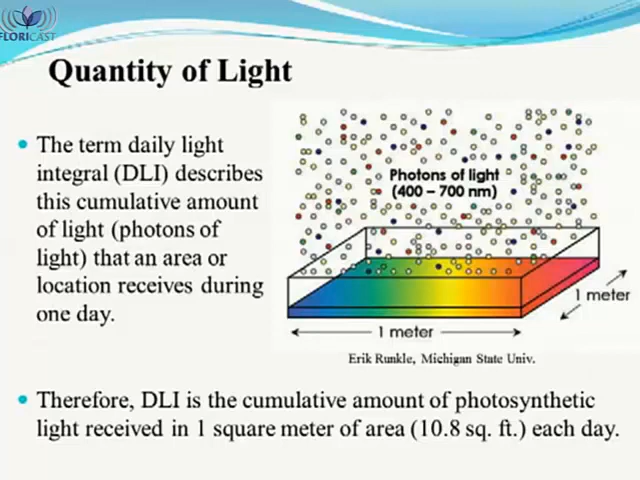 FLORICAST
Quantity of Light
The term daily light
integral (DLI) describes
this cumulative amount
of light (photons of
light) that an area or
location receives during
one day.
Photons of light
(400 – 700 nm)
1 meter
1 meter
Erik Runkle, Michigan State Univ.
Therefore, DLI is the cumulative amount of photosynthetic
light received in 1 square meter of area (10.8 sq. ft.) each day.